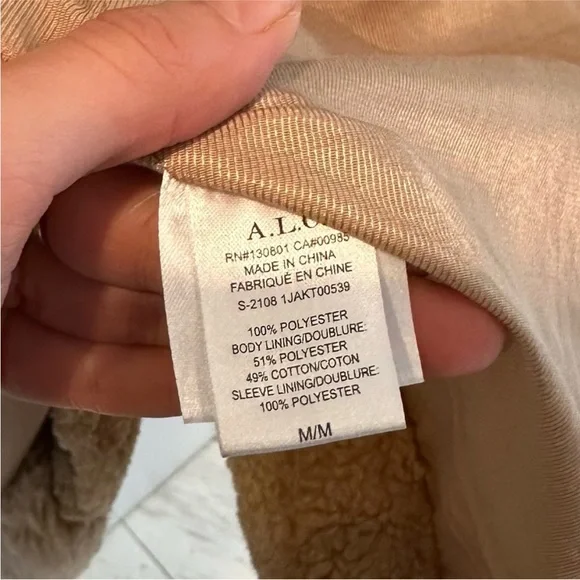 A.L.C.
RN#130801 CA#00985
MADE IN CHINA
FABRIQUÉ EN CHINE
S-2108 1JAKT00539
100% POLYESTER
BODY LINING/DOUBLURE:
51% POLYESTER
49% COTTON/COTON
SLEEVE LINING/DOUBLURE:
100% POLYESTER
M/M